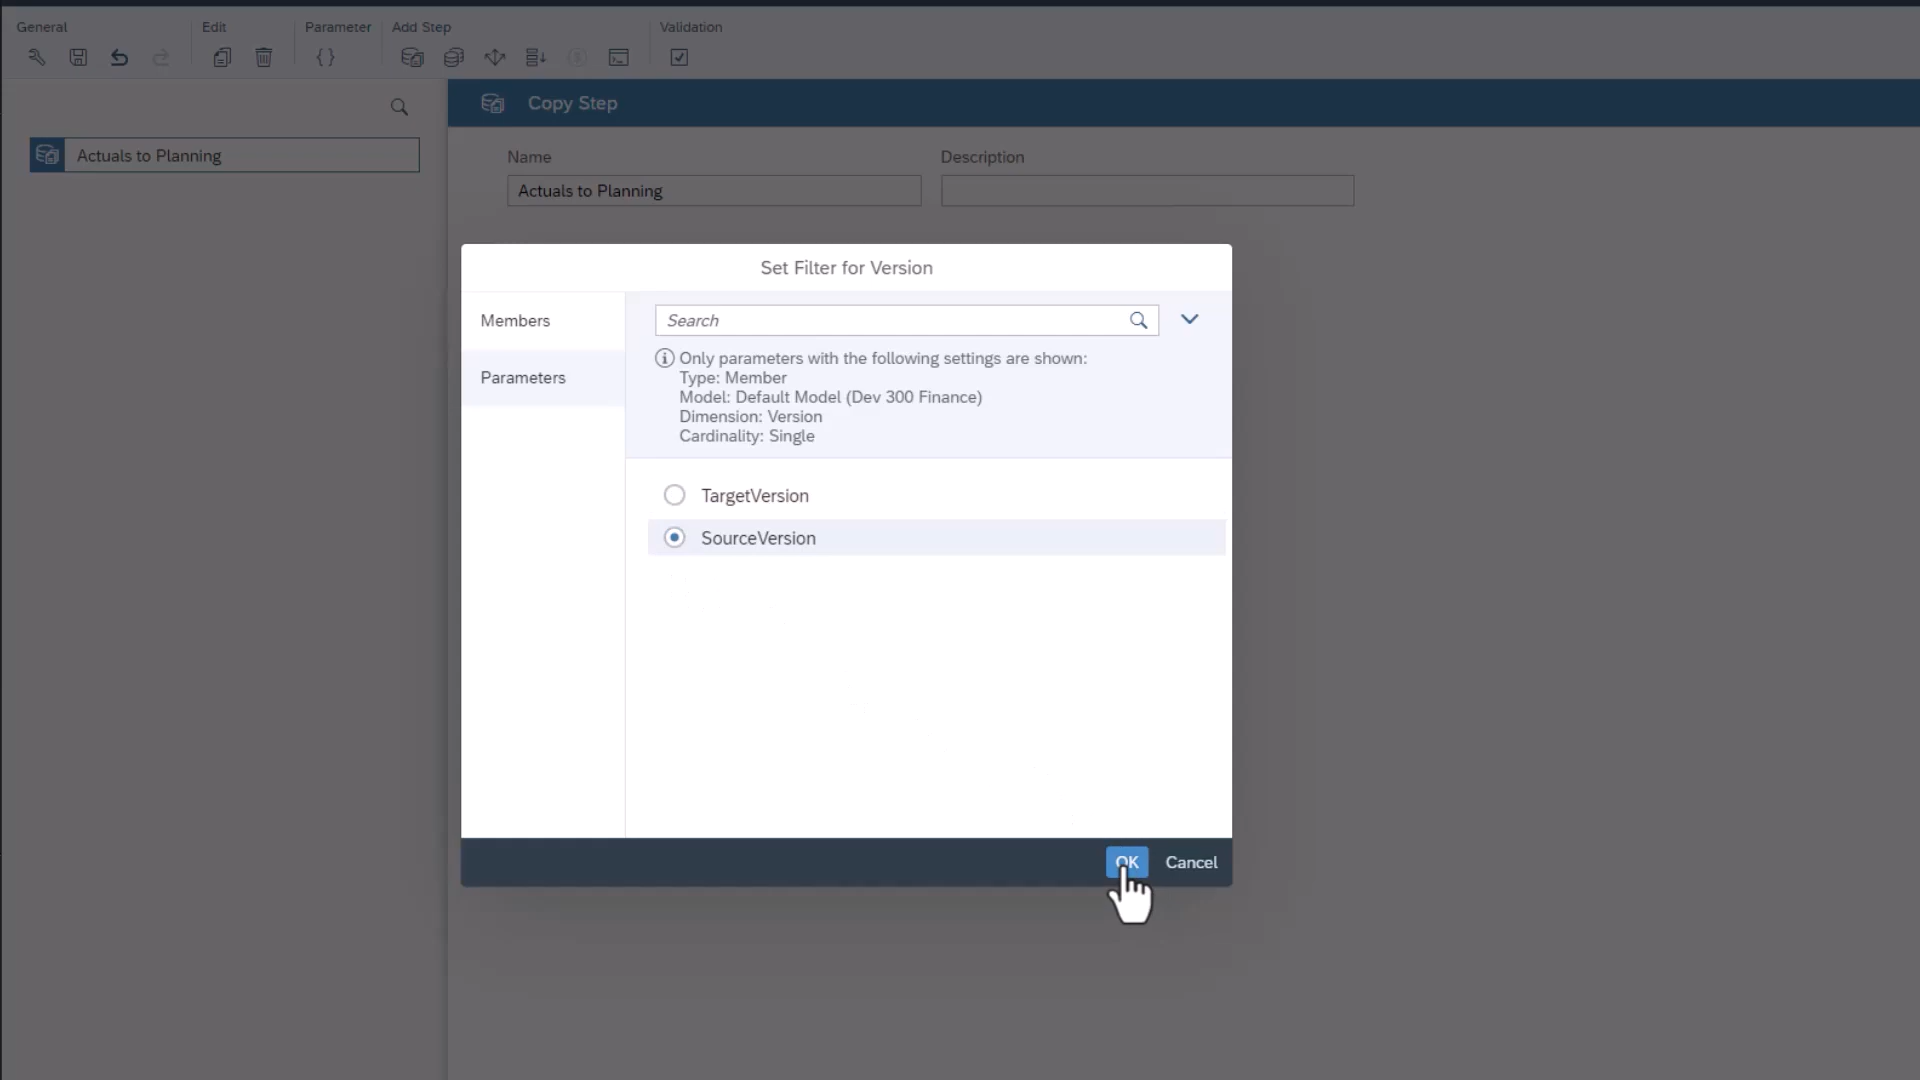 General
Edit
Parameter
Add Step
Validation
Copy Step
Actuals to Planning
Name
Description
Actuals to Planning
Set Filter for Version
Members
Parameters
Search
Only parameters with the following settings are shown:
Type: Member
Model: Default Model (Dev 300 Finance)
Dimension: Version
Cardinality: Single
TargetVersion
SourceVersion
OK
Cancel